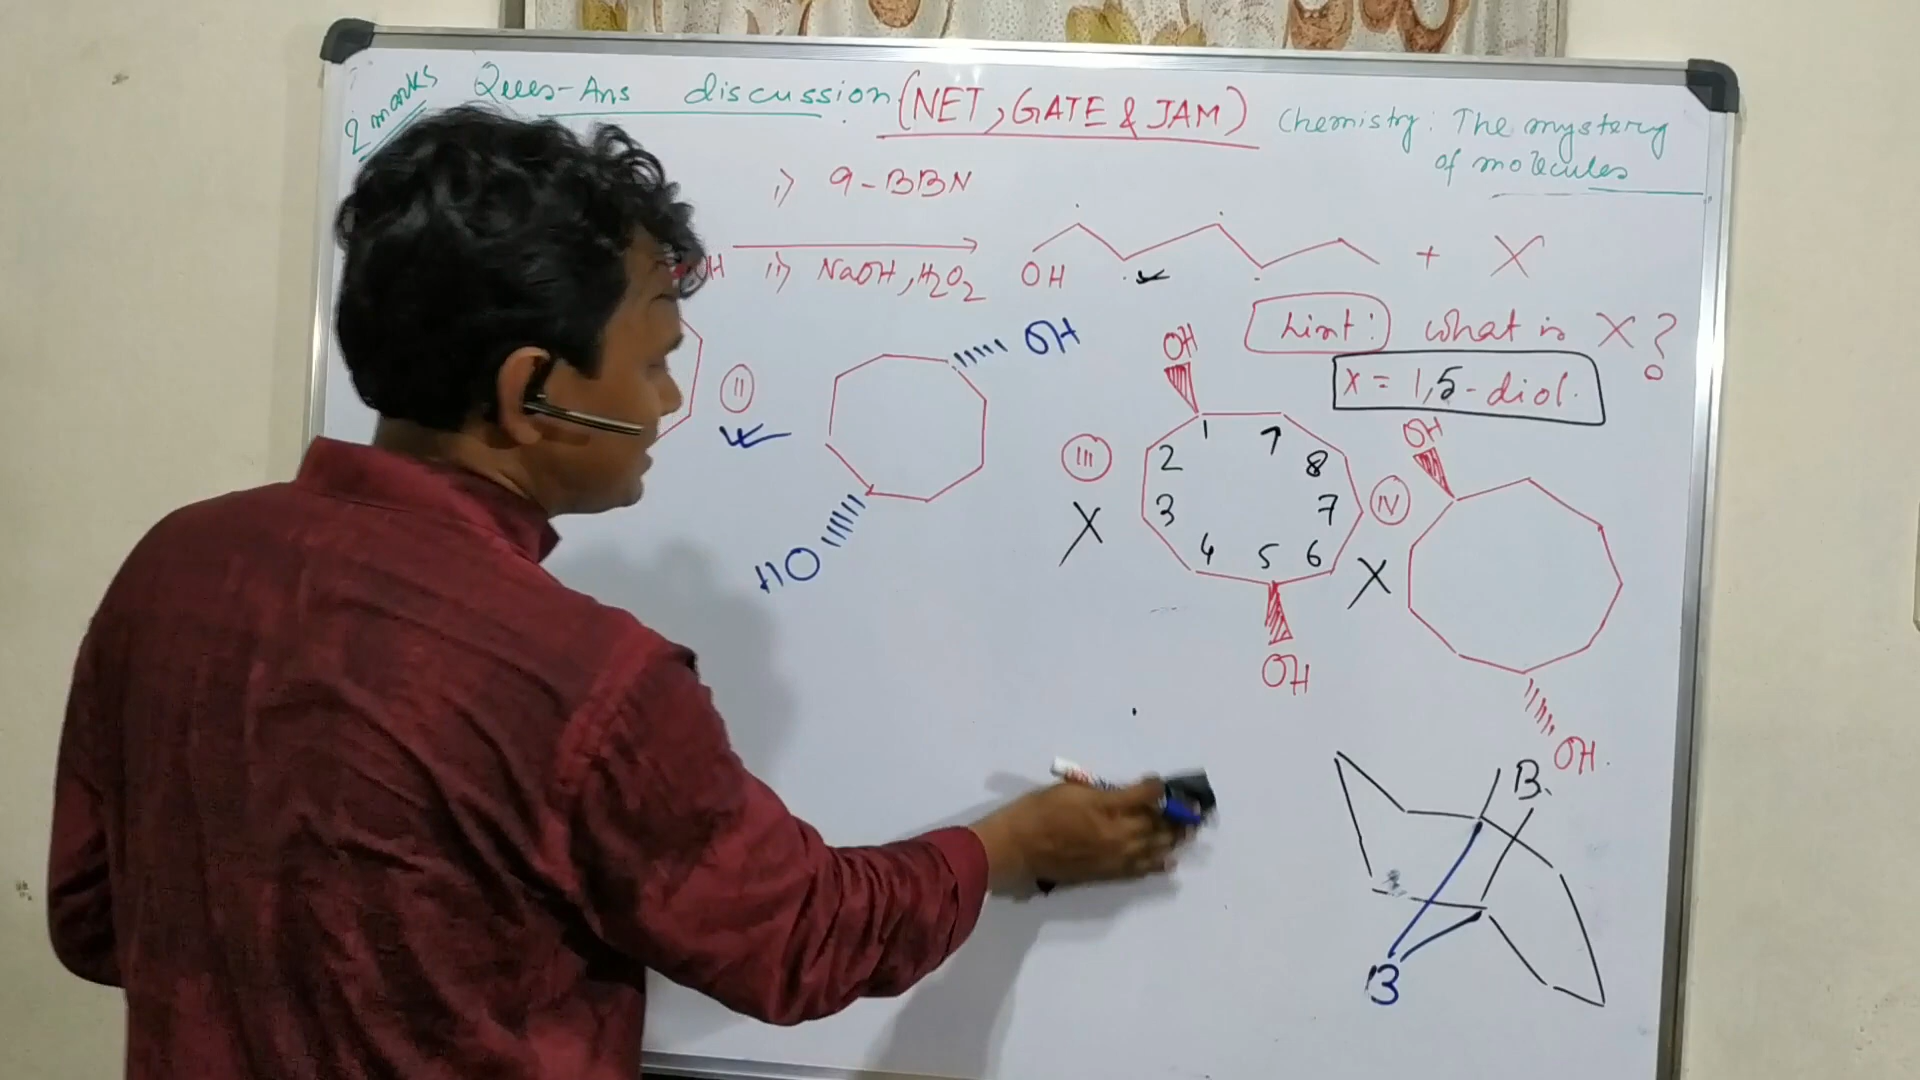 2 marks
Ques-Ans discussion (NET, GATE & JAM)
Chemistry: The mystery
of molecules
i) 9-BBN
OH
ii) NaOH, H2O2
OH
+ X
hint: what is X?
X = 1,5-diol.
II
OH
HO
III
X
OH
1 7
2 8
3 7
4 5 6
OH
IV
X
OH
OH.
B
B